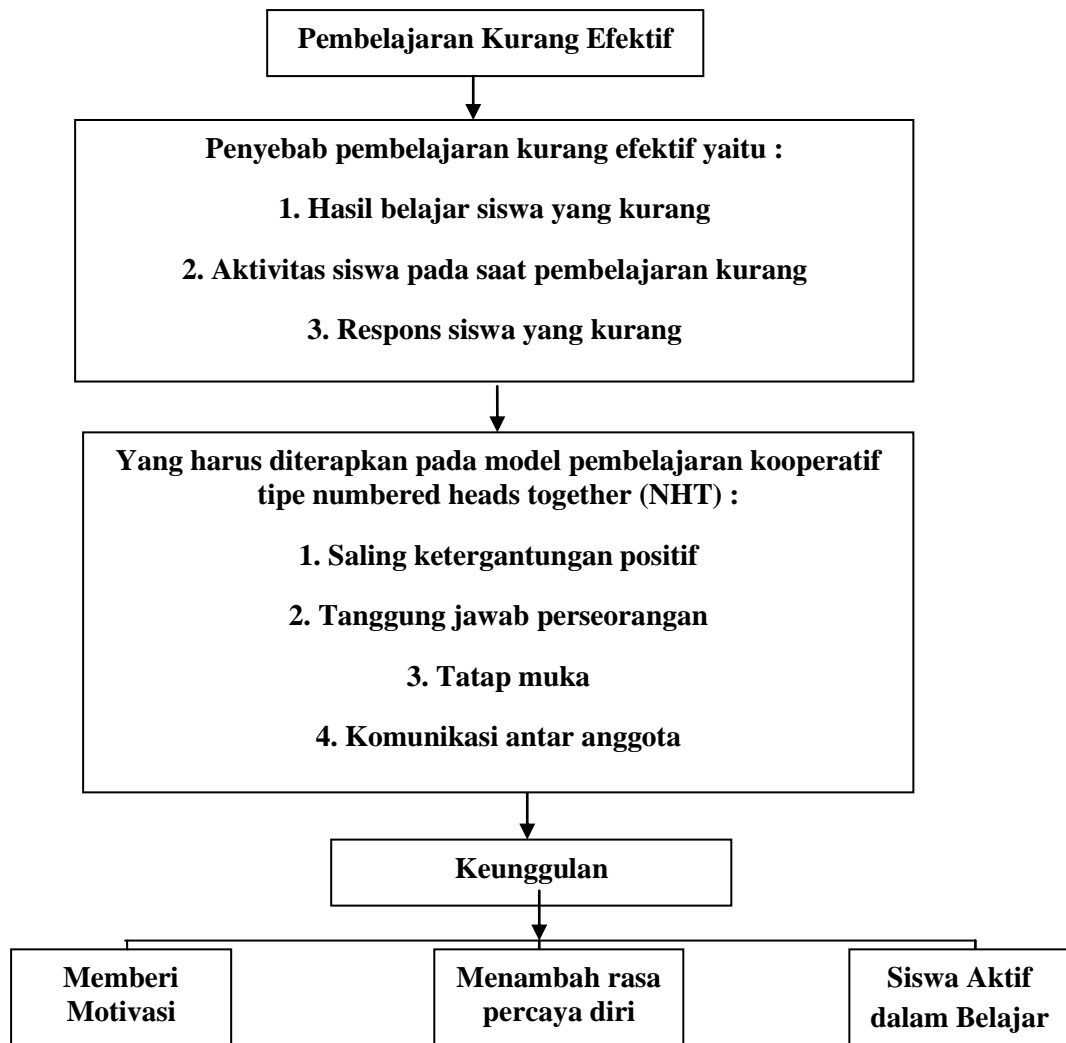 Pembelajaran Kurang Efektif
Penyebab pembelajaran kurang efektif yaitu :
1. Hasil belajar siswa yang kurang
2. Aktivitas siswa pada saat pembelajaran kurang
3. Respons siswa yang kurang
Yang harus diterapkan pada model pembelajaran kooperatif
tipe numbered heads together (NHT) :
1. Saling ketergantungan positif
2. Tanggung jawab perseorangan
3. Tatap muka
4. Komunikasi antar anggota
Keunggulan
Memberi
Motivasi
Menambah rasa
percaya diri
Siswa Aktif
dalam Belajar